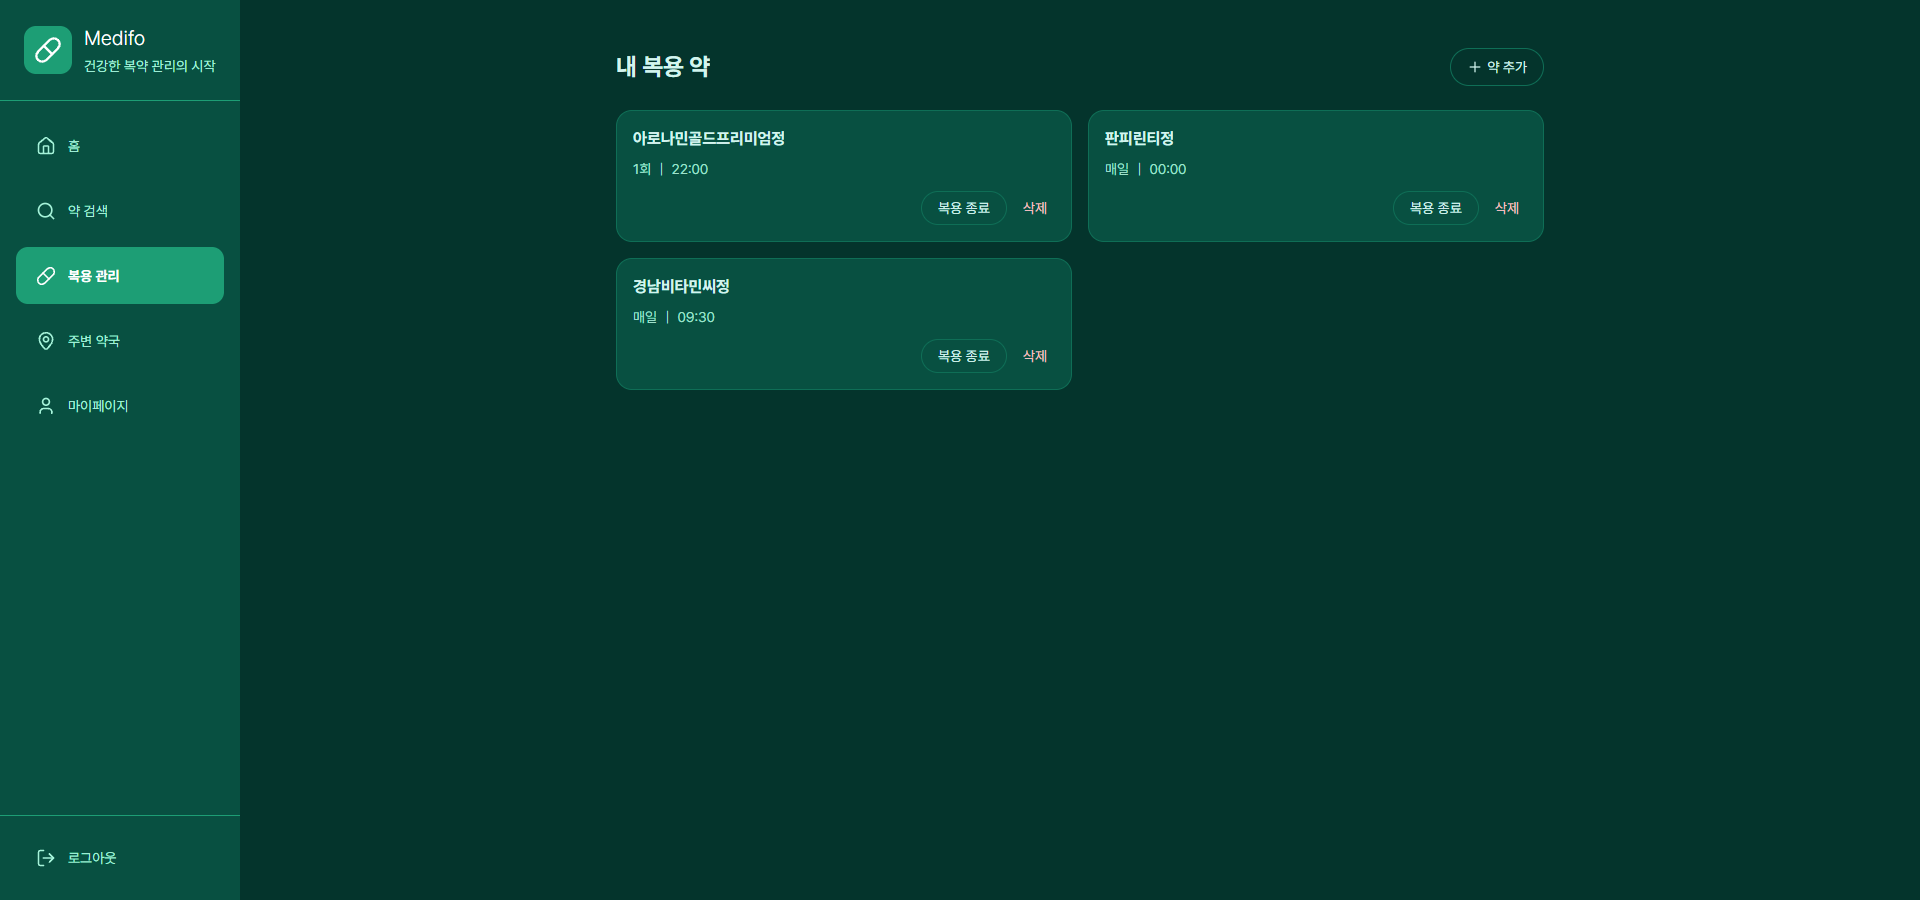 Medifo
건강한 복약 관리의 시작
홈
약 검색
복용 관리
주변 약국
마이페이지
로그아웃
내 복용 약
약 추가
아로나민골드프리미엄정
1회 | 22:00
복용 종료 삭제
판피린티정
매일 | 00:00
복용 종료 삭제
경남비타민씨정
매일 | 09:30
복용 종료 삭제